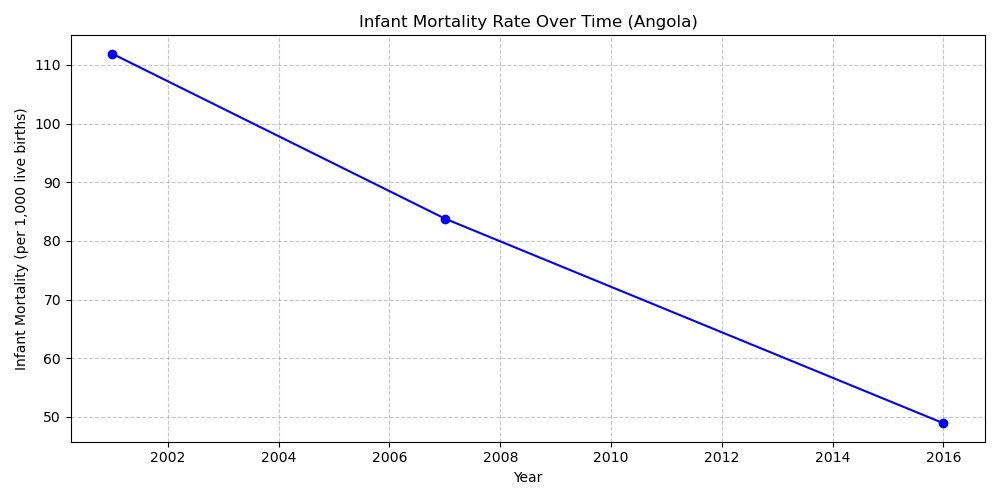 Infant Mortality Rate Over Time (Angola)
Infant Mortality (per 1,000 live births)
110
100
90
80
70
60
50
2002 2004 2006 2008 2010 2012 2014 2016
Year